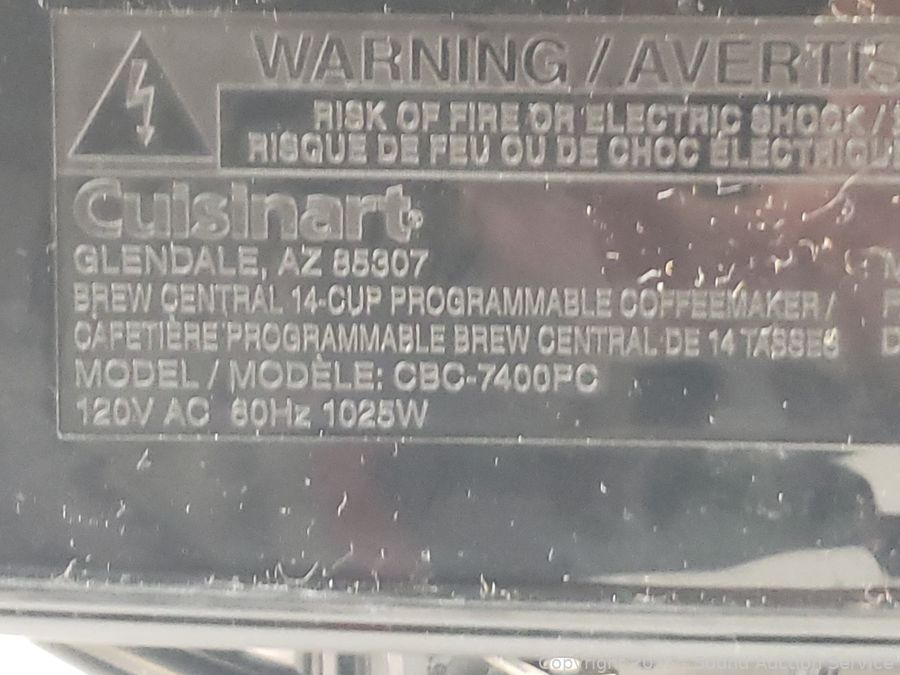 WARNING / AVERTIS
RISK OF FIRE OR ELECTRIC SHOCK /
RISQUE DE FEU OU DE CHOC ÉLECTRIQUE
Cuisinart®
GLENDALE, AZ 85307
BREW CENTRAL 14-CUP PROGRAMMABLE COFFEEMAKER /
CAFETIÈRE PROGRAMMABLE BREW CENTRAL DE 14 TASSES
MODEL / MODÈLE: CBC-7400PC
120V AC 60Hz 1025W
Sound Auction Service